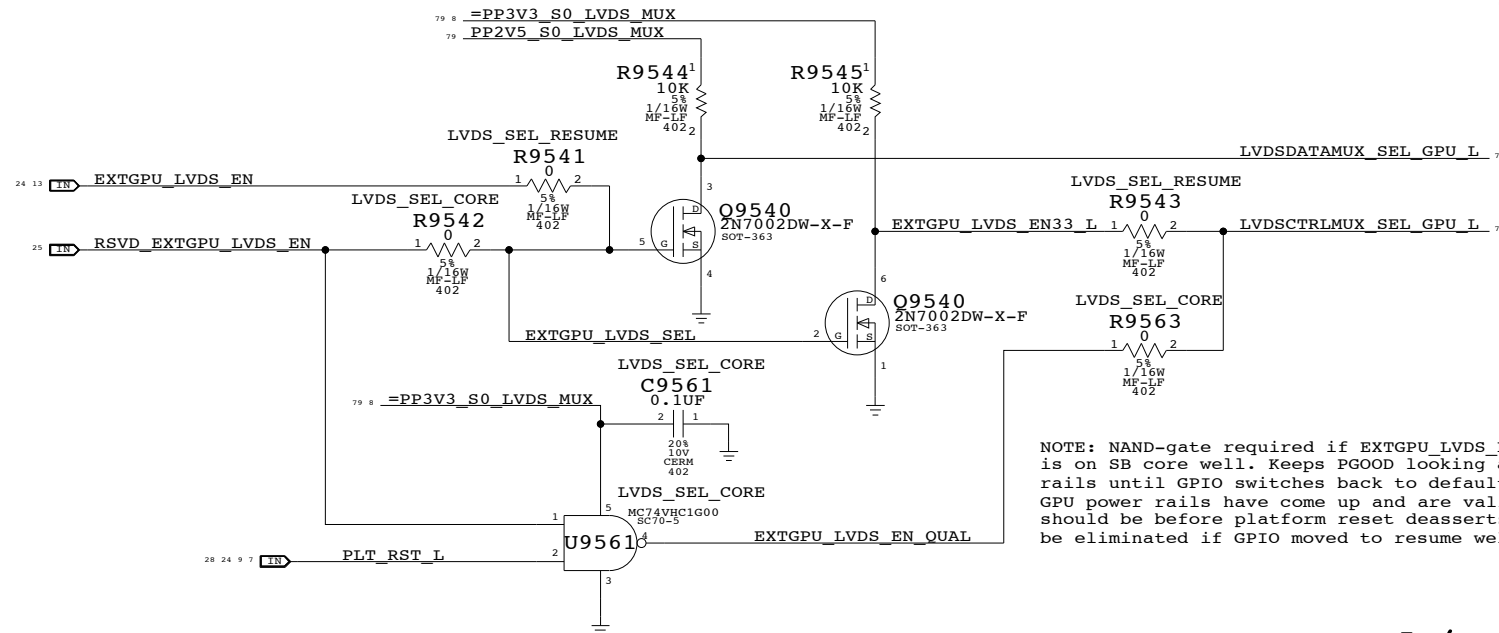 79 8 =PP3V3_S0_LVDS_MUX
79 PP2V5_S0_LVDS_MUX
R9544 1
10K
5%
1/16W
MF-LF
402 2
R9545 1
10K
5%
1/16W
MF-LF
402 2
LVDS_SEL_RESUME
R9541
0
1 2
5%
1/16W
MF-LF
402
LVDSDATAMUX_SEL_GPU_L
24 13 IN EXTGPU_LVDS_EN
LVDS_SEL_CORE
R9542
0
1 2
5%
1/16W
MF-LF
402
25 IN RSVD_EXTGPU_LVDS_EN
3
D
5 G S
4
Q9540
2N7002DW-X-F
SOT-363
LVDS_SEL_RESUME
R9543
0
EXTGPU_LVDS_EN33_L 1 2 LVDSCTRLMUX_SEL_GPU_L
5%
1/16W
MF-LF
402
6
D
2 G S
1
Q9540
2N7002DW-X-F
SOT-363
EXTGPU_LVDS_SEL
LVDS_SEL_CORE
R9563
0
1 2
5%
1/16W
MF-LF
402
LVDS_SEL_CORE
C9561
0.1UF
2 1
20%
10V
CERM
402
79 8 =PP3V3_S0_LVDS_MUX
LVDS_SEL_CORE
5
MC74VHC1G00
SC70-5
1
U9561
4
2
3
EXTGPU_LVDS_EN_QUAL
28 24 9 7 IN PLT_RST_L
NOTE: NAND-gate required if EXTGPU_LVDS_
is on SB core well. Keeps PGOOD looking
rails until GPIO switches back to
GPU power rails have come up and are
should be before platform reset
be eliminated if GPIO moved to resume